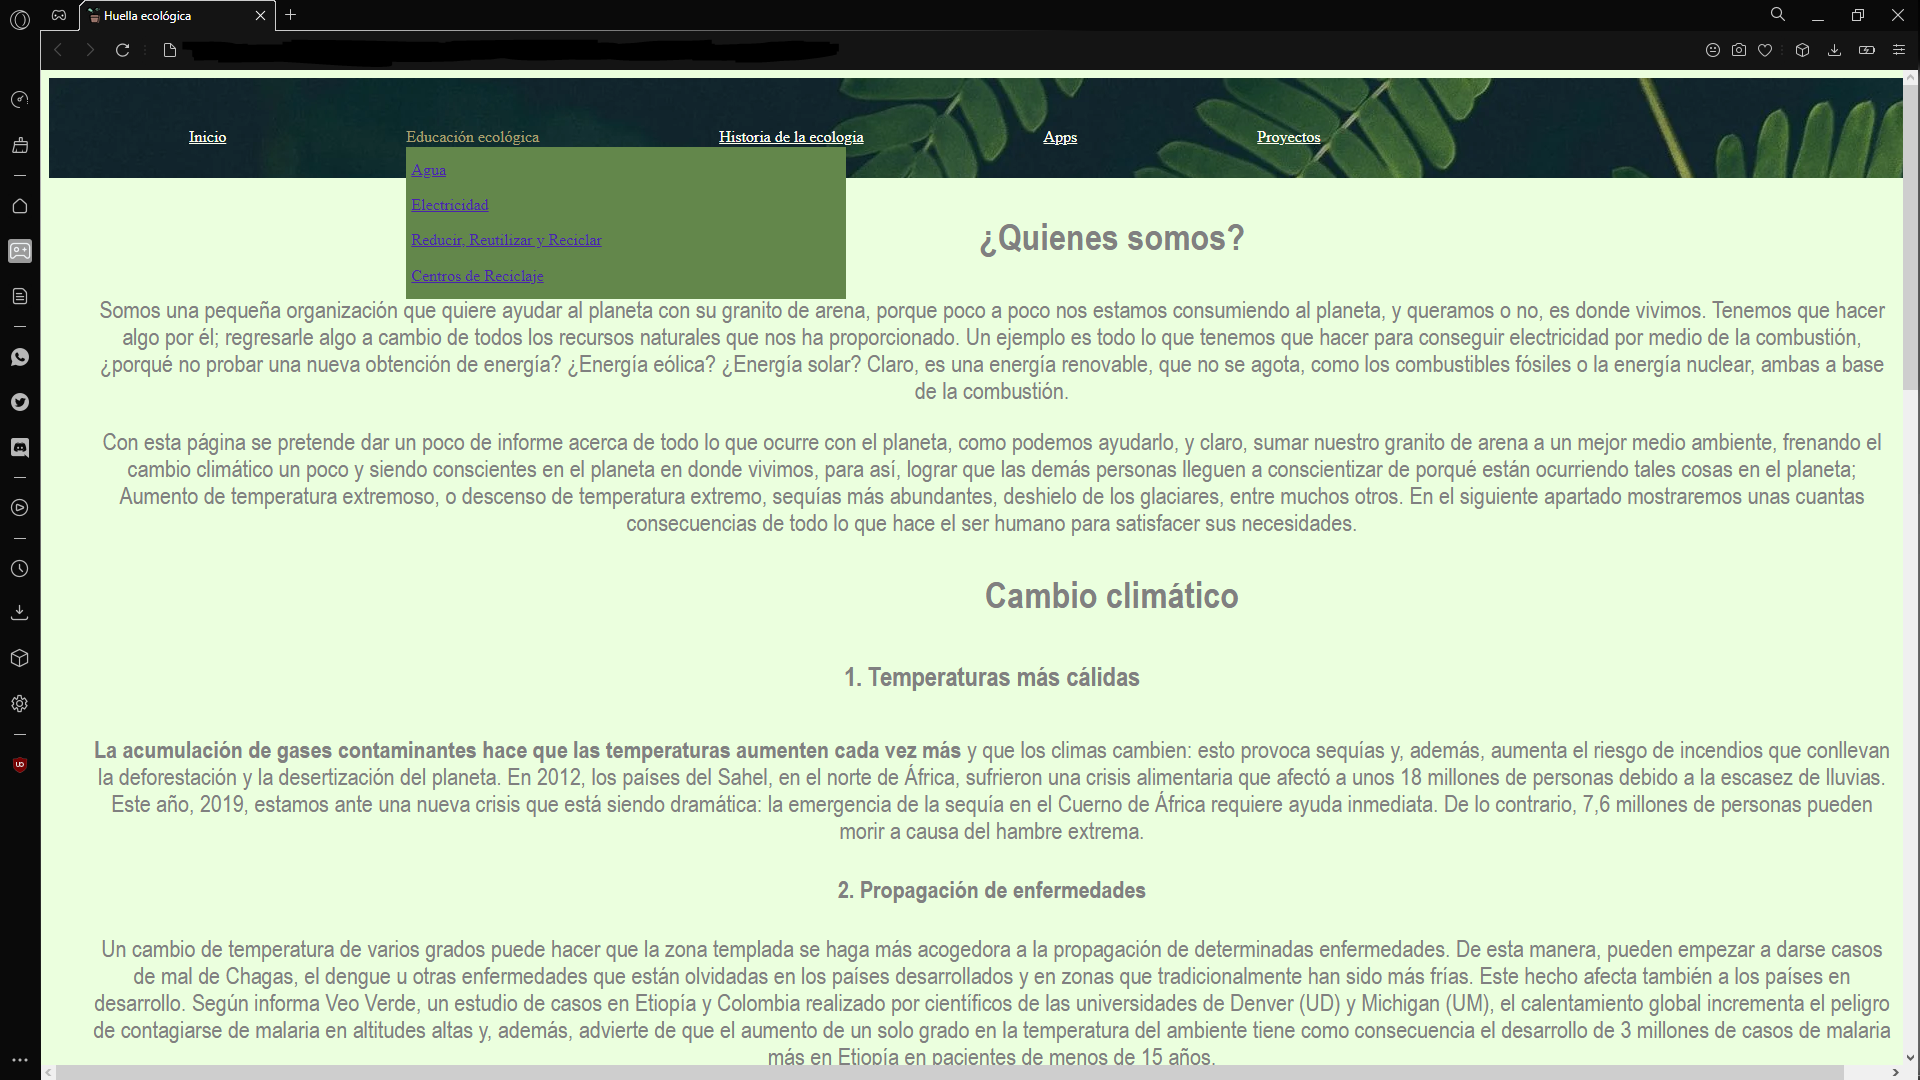 Huella ecológica
Inicio
Educación ecológica
Historia de la ecologia
Apps
Proyectos
Agua
Electricidad
Reducir, Reutilizar y Reciclar
Centros de Reciclaje
¿Quienes somos?
Somos una pequeña organización que quiere ayudar al planeta con su granito de arena, porque poco a poco nos estamos consumiendo al planeta, y queramos o no, es donde vivimos. Tenemos que hacer
algo por él; regresarle algo a cambio de todos los recursos naturales que nos ha proporcionado. Un ejemplo es todo lo que tenemos que hacer para conseguir electricidad por medio de la combustión,
¿porqué no probar una nueva obtención de energía? ¿Energía eólica? ¿Energía solar? Claro, es una energía renovable, que no se agota, como los combustibles fósiles o la energía nuclear, ambas a base
de la combustión.
Con esta página se pretende dar un poco de informe acerca de todo lo que ocurre con el planeta, como podemos ayudarlo, y claro, sumar nuestro granito de arena a un mejor medio ambiente, frenando el
cambio climático un poco y siendo conscientes en el planeta en donde vivimos, para así, lograr que las demás personas lleguen a conscientizar de porqué están ocurriendo tales cosas en el planeta;
Aumento de temperatura extremoso, o descenso de temperatura extremo, sequías más abundantes, deshielo de los glaciares, entre muchos otros. En el siguiente apartado mostraremos unas cuantas
consecuencias de todo lo que hace el ser humano para satisfacer sus necesidades.
Cambio climático
1. Temperaturas más cálidas
La acumulación de gases contaminantes hace que las temperaturas aumenten cada vez más y que los climas cambien: esto provoca sequías y, además, aumenta el riesgo de incendios que conllevan
la deforestación y la desertización del planeta. En 2012, los países del Sahel, en el norte de África, sufrieron una crisis alimentaria que afectó a unos 18 millones de personas debido a la escasez de lluvias.
Este año, 2019, estamos ante una nueva crisis que está siendo dramática: la emergencia de la sequía en el Cuerno de África requiere ayuda inmediata. De lo contrario, 7,6 millones de personas pueden
morir a causa del hambre extrema.
2. Propagación de enfermedades
Un cambio de temperatura de varios grados puede hacer que la zona templada se haga más acogedora a la propagación de determinadas enfermedades. De esta manera, pueden empezar a darse casos
de mal de Chagas, el dengue u otras enfermedades que están olvidadas en los países desarrollados y en zonas que tradicionalmente han sido más frías. Este hecho afecta también a los países en
desarrollo. Según informa Veo Verde, un estudio de casos en Etiopía y Colombia realizado por científicos de las universidades de Denver (UD) y Michigan (UM), el calentamiento global incrementa el peligro
de contagiarse de malaria en altitudes altas y, además, advierte de que el aumento de un solo grado en la temperatura del ambiente tiene como consecuencia el desarrollo de 3 millones de casos de malaria
más en Etiopía en pacientes de menos de 15 años.